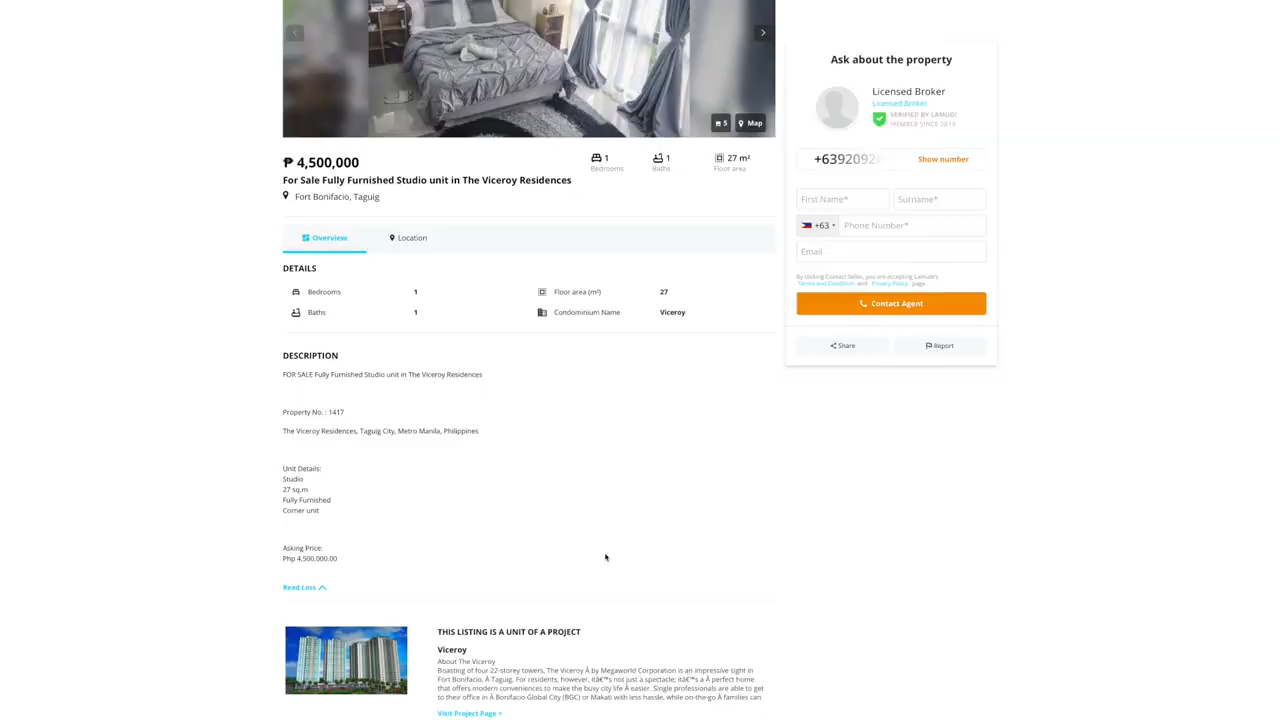 5
Map
₱ 4,500,000
For Sale Fully Furnished Studio unit in The Viceroy Residences
Fort Bonifacio, Taguig
1
Bedrooms
1
Baths
27 m²
Floor area
Overview
Location
DETAILS
Bedrooms 1
Floor area (m²) 27
Baths 1
Condominium Name Viceroy
DESCRIPTION
FOR SALE Fully Furnished Studio unit in The Viceroy Residences
Property No. : 1417
The Viceroy Residences, Taguig City, Metro Manila, Philippines
Unit Details:
Studio
27 sq.m
Fully Furnished
Corner unit
Asking Price:
Php 4,500,000.00
Read Less
THIS LISTING IS A UNIT OF A PROJECT
Viceroy
About The Viceroy
Boasting of four 22-storey towers, The Viceroy Â by Megaworld Corporation is an impressive sight in
Fort Bonifacio, Â Taguig. For residents, however, itâ€™s not just a spectacle; itâ€™s a Â perfect home
that offers modern conveniences to make the busy city life Â easier. Single professionals are able to get
to their office in Â Bonifacio Global City (BGC) or Makati with less hassle, while on-the-go Â families can
Visit Project Page >
Ask about the property
Licensed Broker
Licensed Broker
VERIFIED BY LAMUDI
MEMBER SINCE 2019
+6392092
Show number
First Name*
Surname*
+63
Phone Number*
Email
By clicking Contact Seller, you are accepting Lamudi's
Terms and Condition and Privacy Policy page.
Contact Agent
Share
Report